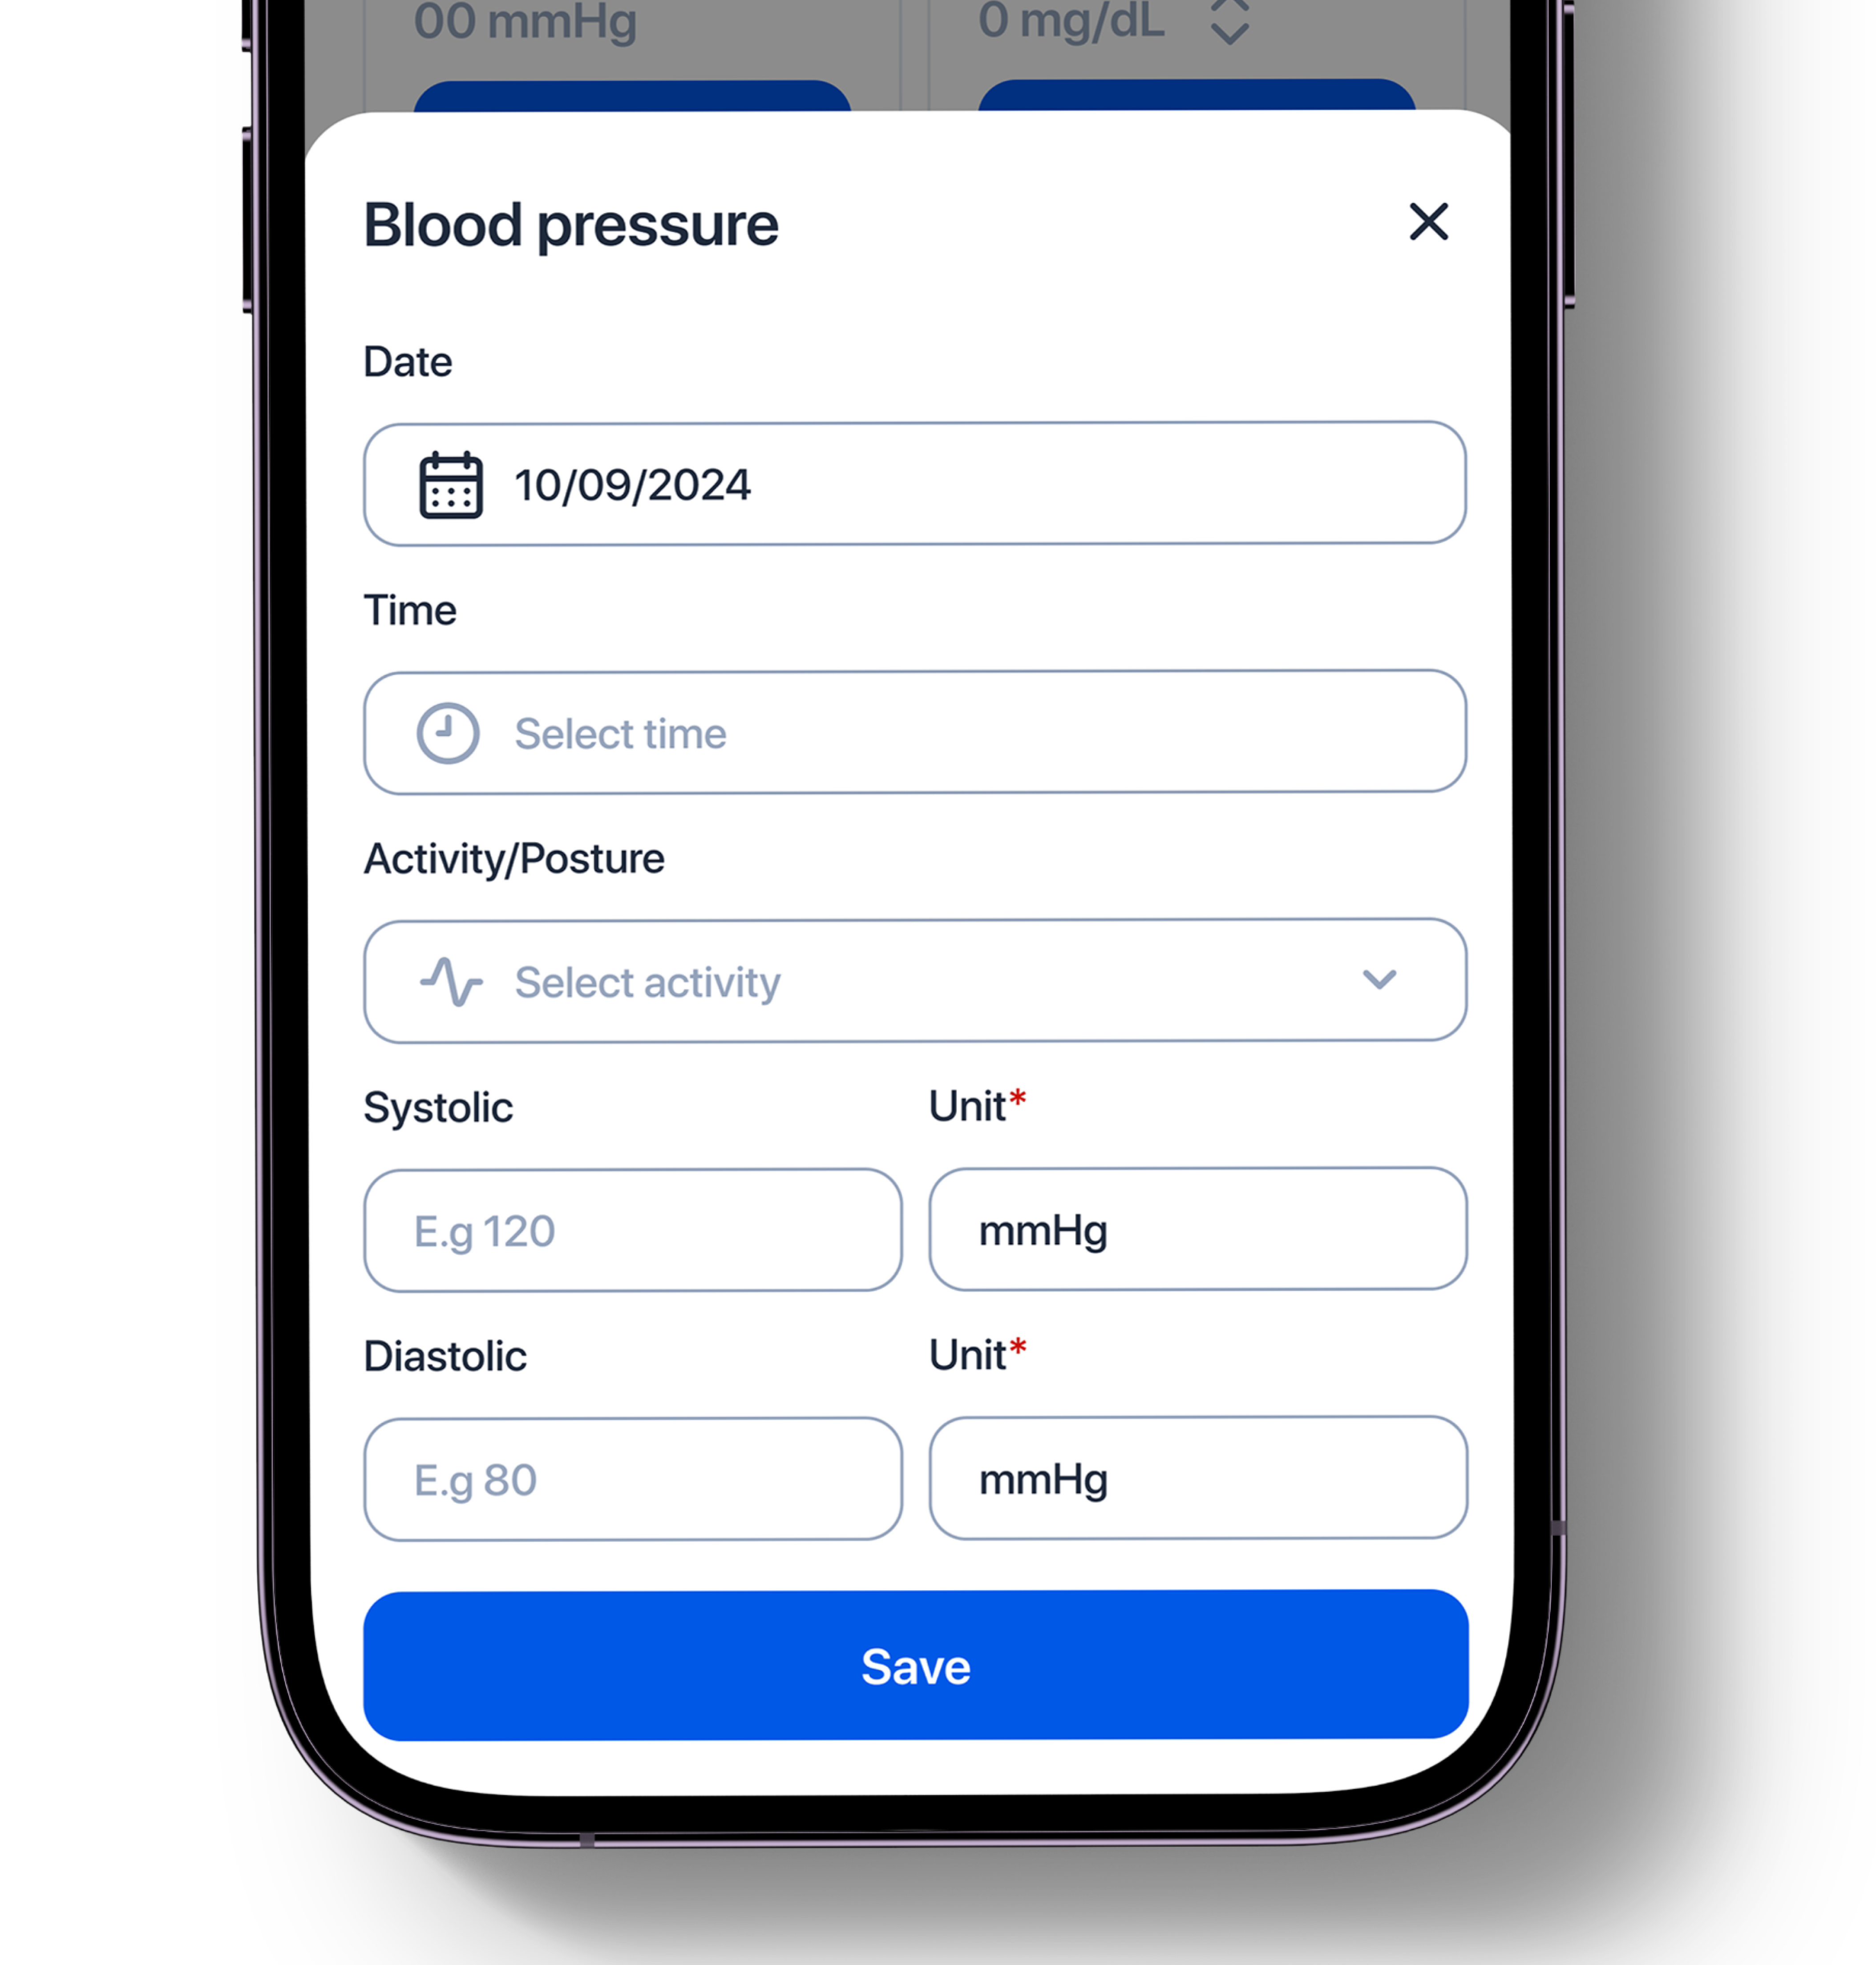 00 mmHg 0 mg/dL
Blood pressure
Date
10/09/2024
Time
Select time
Activity/Posture
Select activity
Systolic Unit*
E.g 120 mmHg
Diastolic Unit*
E.g 80 mmHg
Save